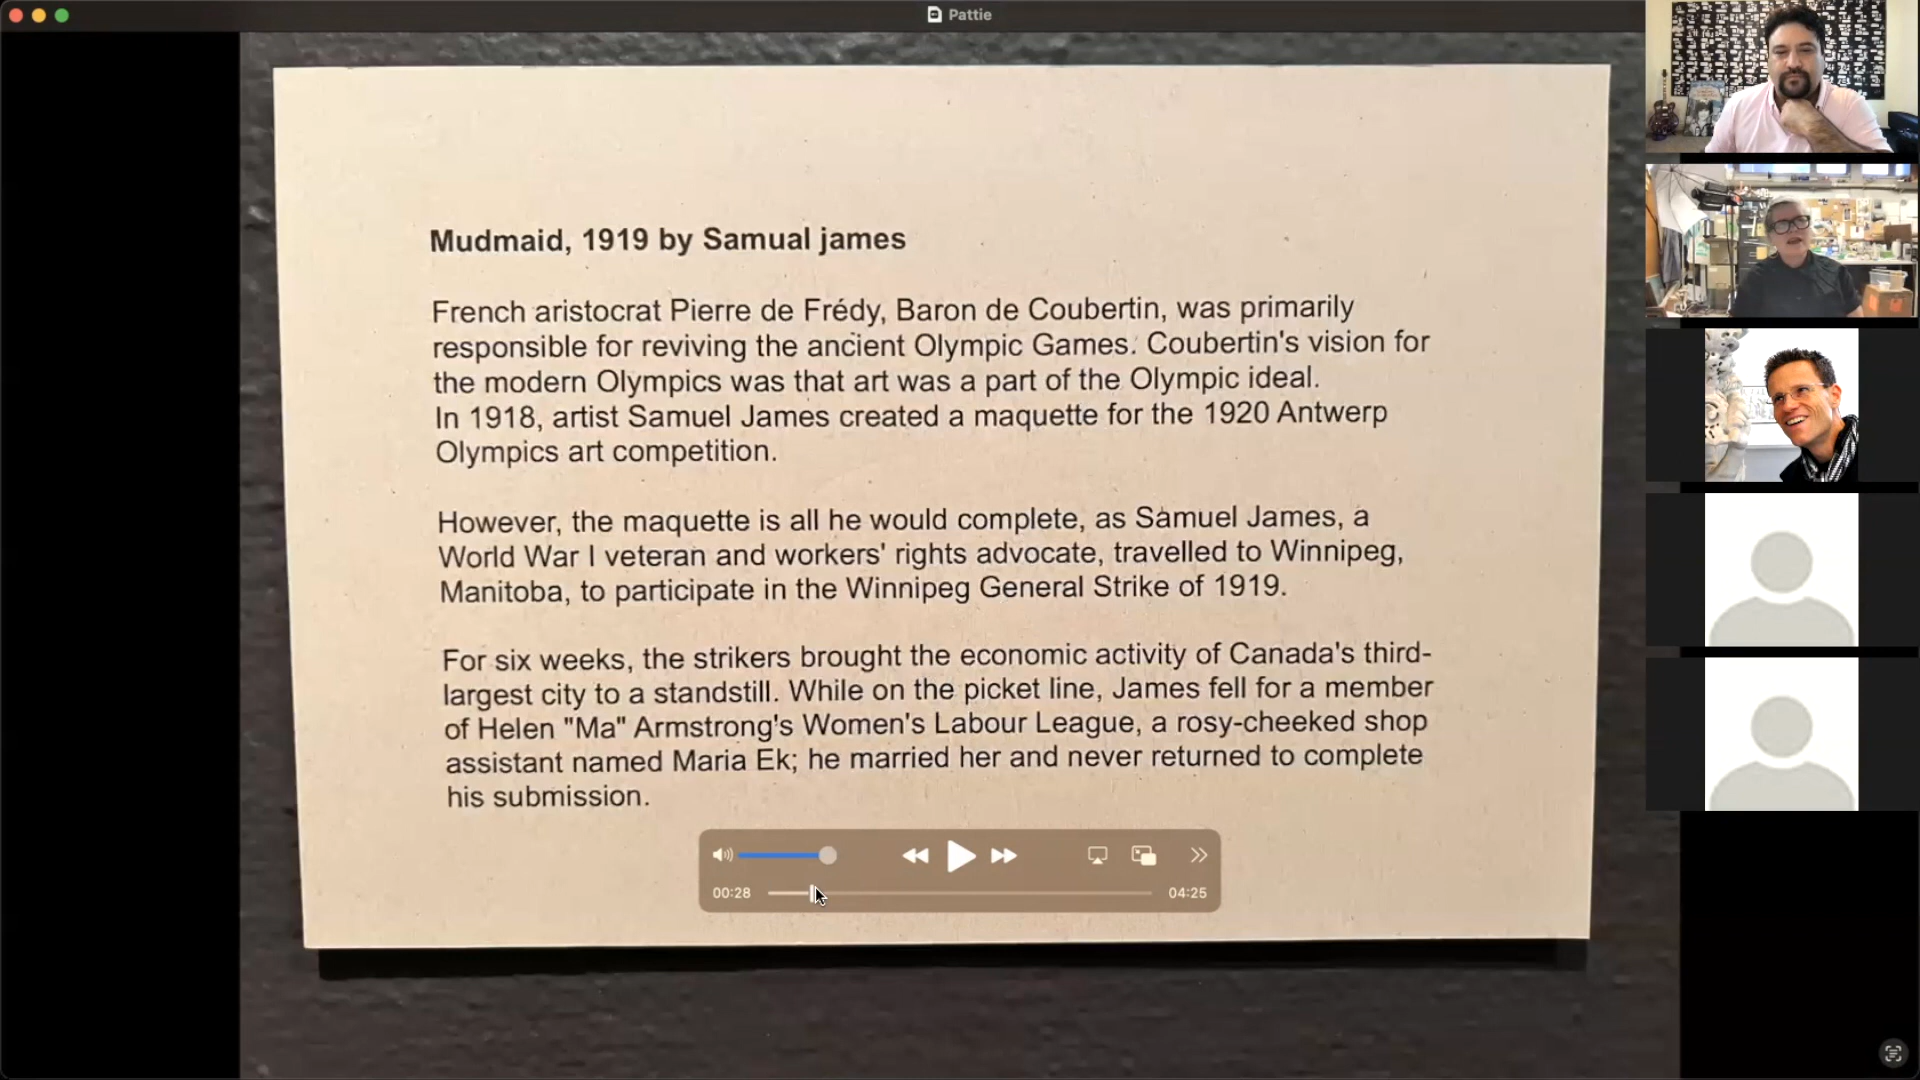 Pattie
Mudmaid, 1919 by Samual james
French aristocrat Pierre de Frédy, Baron de Coubertin, was primarily
responsible for reviving the ancient Olympic Games. Coubertin's vision for
the modern Olympics was that art was a part of the Olympic ideal.
In 1918, artist Samuel James created a maquette for the 1920 Antwerp
Olympics art competition.
However, the maquette is all he would complete, as Samuel James, a
World War I veteran and workers' rights advocate, travelled to Winnipeg,
Manitoba, to participate in the Winnipeg General Strike of 1919.
For six weeks, the strikers brought the economic activity of Canada's third-
largest city to a standstill. While on the picket line, James fell for a member
of Helen "Ma" Armstrong's Women's Labour League, a rosy-cheeked shop
assistant named Maria Ek; he married her and never returned to complete
his submission.
00:28
04:25